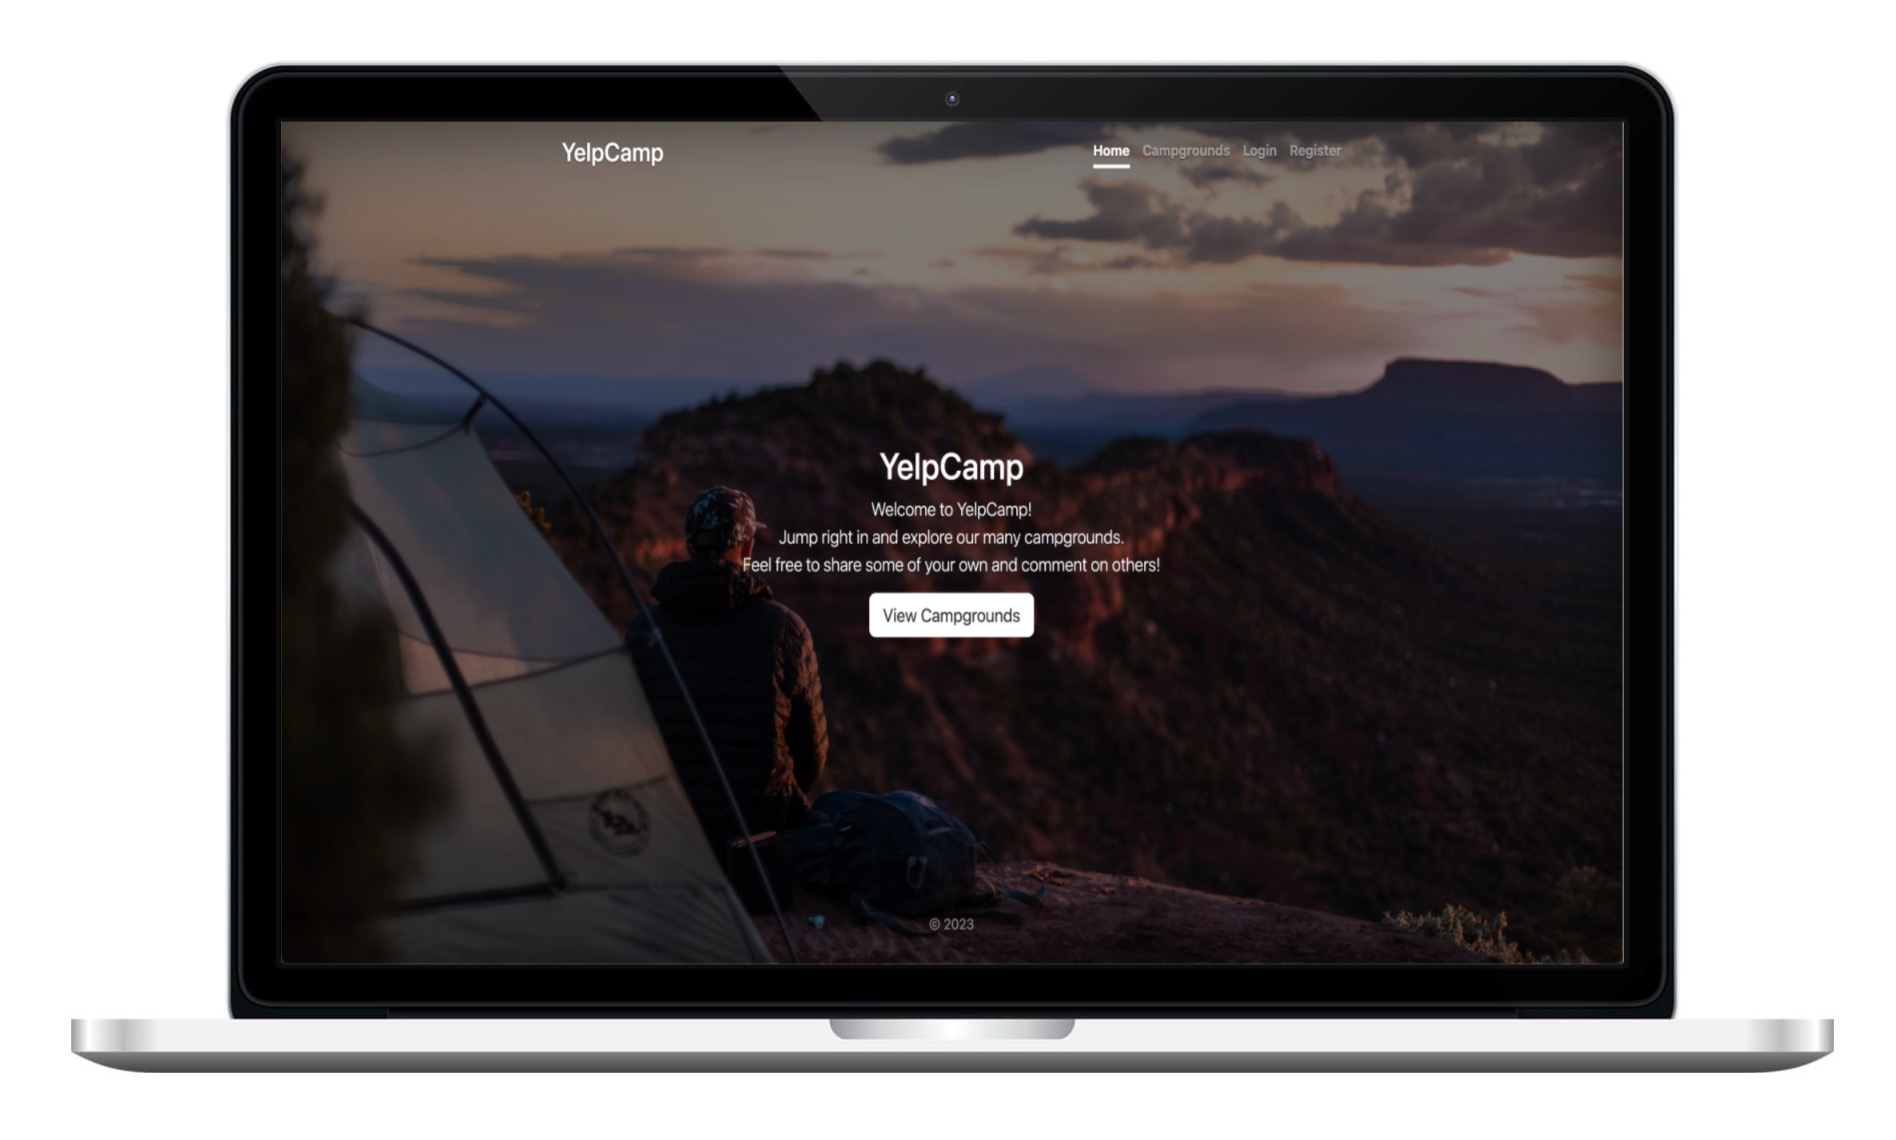 YelpCamp
Home Campgrounds Login Register
YelpCamp
Welcome to YelpCamp!
Jump right in and explore our many campgrounds.
Feel free to share some of your own and comment on others!
View Campgrounds
© 2023